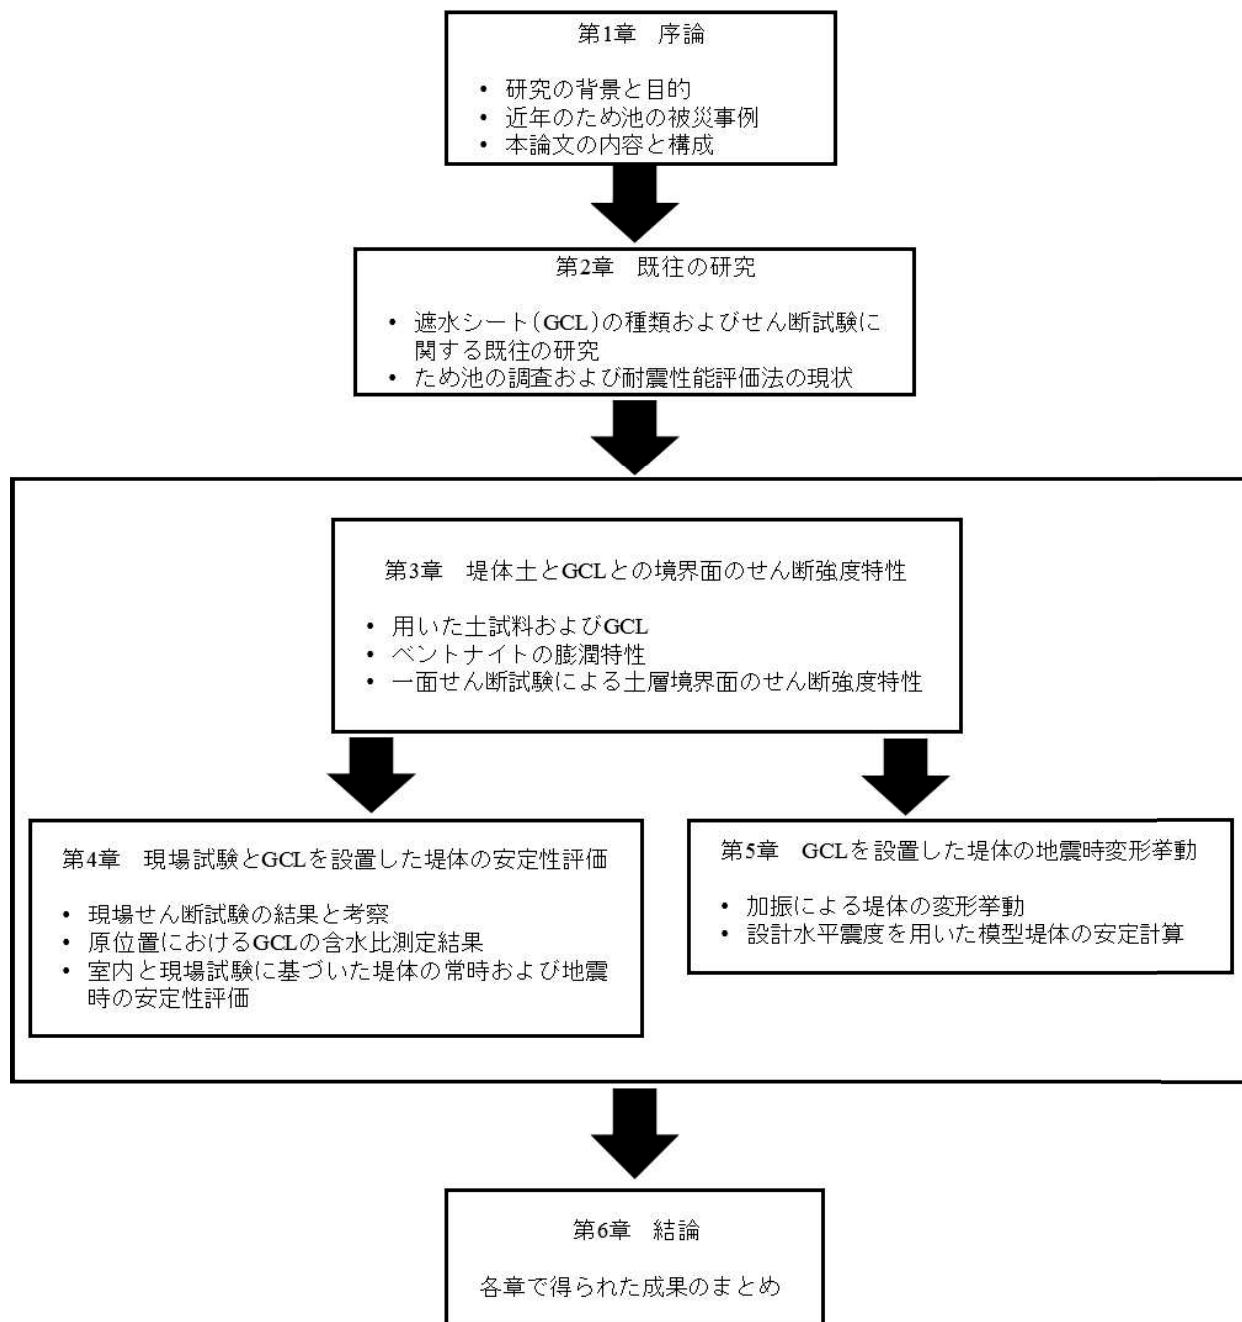 第1章　序論
• 研究の背景と目的
• 近年のため池の被災事例
• 本論文の内容と構成
第2章　既往の研究
• 遮水シート(GCL)の種類およびせん断試験に
関する既往の研究
• ため池の調査および耐震性能評価法の現状
第3章　堤体土とGCLとの境界面のせん断強度特性
• 用いた土試料およびGCL
• ベントナイトの膨潤特性
• 一面せん断試験による土層境界面のせん断強度特性
第4章　現場試験とGCLを設置した堤体の安定性評価
• 現場せん断試験の結果と考察
• 原位置におけるGCLの含水比測定結果
• 室内と現場試験に基づいた堤体の常時および地震
時の安定性評価
第5章　GCLを設置した堤体の地震時変形挙動
• 加振による堤体の変形挙動
• 設計水平震度を用いた模型堤体の安定計算
第6章　結論
各章で得られた成果のまとめ